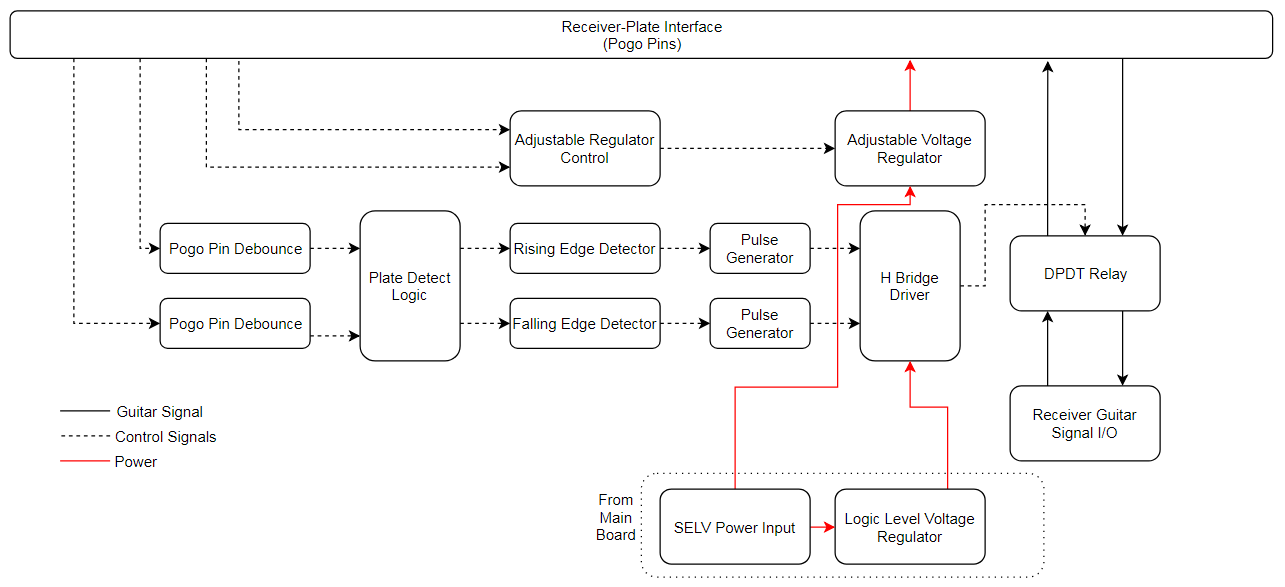 Receiver-Plate Interface
(Pogo Pins)
Adjustable Regulator
Control
Adjustable Voltage
Regulator
Pogo Pin Debounce
Pogo Pin Debounce
Plate Detect
Logic
Rising Edge Detector
Falling Edge Detector
Pulse
Generator
Pulse
Generator
H Bridge
Driver
DPDT Relay
Receiver Guitar
Signal I/O
Guitar Signal
Control Signals
Power
From
Main
Board
SELV Power Input
Logic Level Voltage
Regulator